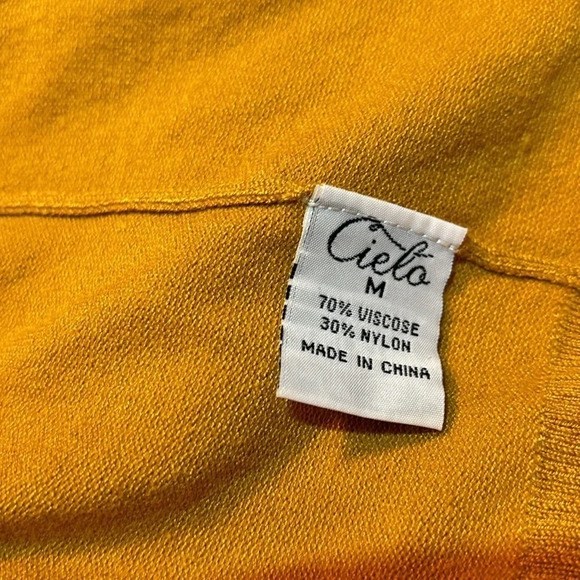 Cielo
M
70% VISCOSE
30% NYLON
MADE IN CHINA